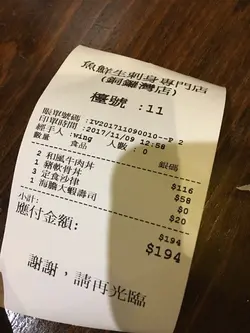 魚鮮生刺身專門店
(銅鑼灣店)
檯號 :11
賬單號碼 :IV201711090010--P 2
印單時間 :2017/11/09 12:58
經手人 :wing 人數 : 0
數量 食品 銀碼
2 和風牛肉丼 $116
1 豬軟骨丼 $58
3 定食沙律 $0
1 海膽大蝦壽司 $20
小計: $194
應付金額: $194
謝謝，請再光臨